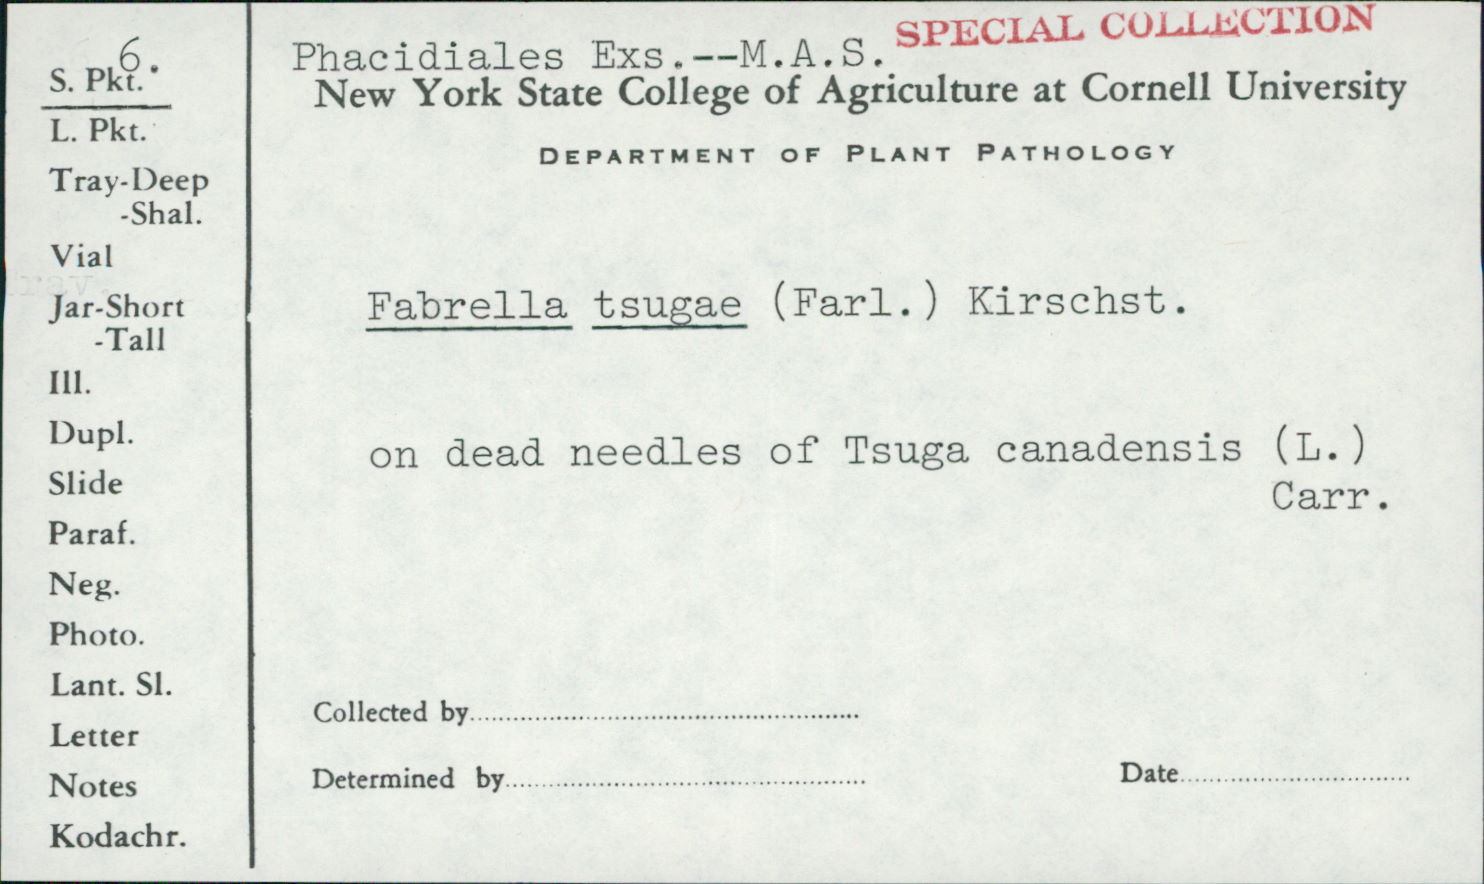 6.
S. Pkt.
L. Pkt.
Tray-Deep
-Shal.
Vial
Jar-Short
-Tall
Ill.
Dupl.
Slide
Paraf.
Neg.
Photo.
Lant. Sl.
Letter
Notes
Kodachr.
SPECIAL COLLECTION
Phacidiales Exs.--M.A.S.
New York State College of Agriculture at Cornell University
DEPARTMENT OF PLANT PATHOLOGY
Fabrella tsugae (Farl.) Kirschst.
on dead needles of Tsuga canadensis (L.)
Carr.
Collected by
Determined by
Date